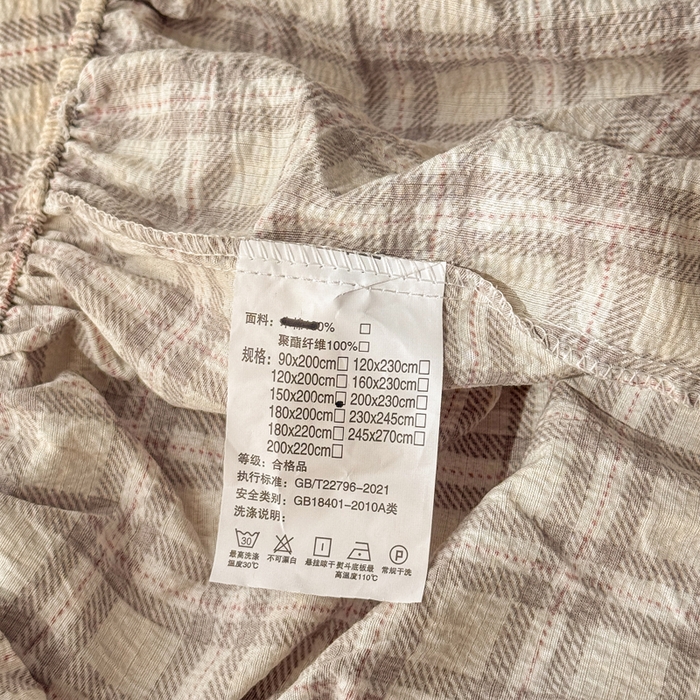 面料： 0% □
聚酯纤维100%□
规格：90x200cm□ 120x230cm□
120x200cm□ 160x230cm□
150x200cm□ 200x230cm□
180x200cm□ 230x245cm□
180x220cm□ 245x270cm□
200x220cm□
等级：合格品
执行标准：GB/T22796-2021
安全类别：GB18401-2010A类
洗涤说明：
30 P
最高洗涤 不可漂白 悬挂晾干 熨斗底板最 常规干洗
温度30℃ 高温度110℃